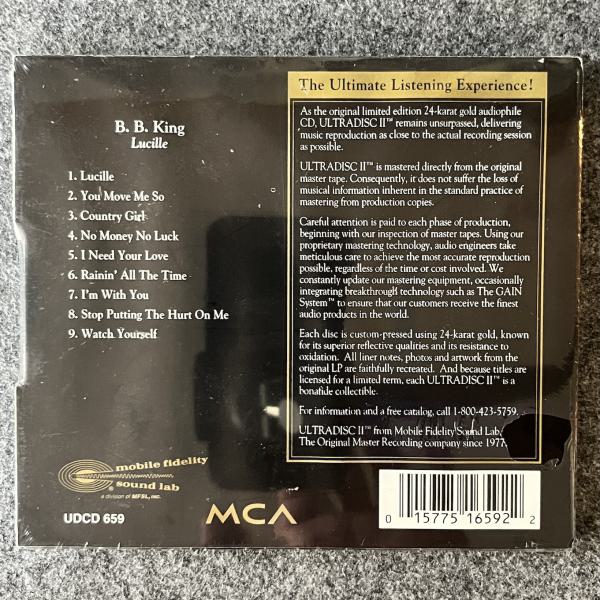 B. B. King
Lucille
1. Lucille
2. You Move Me So
3. Country Girl
4. No Money No Luck
5. I Need Your Love
6. Rainin' All The Time
7. I'm With You
8. Stop Putting The Hurt On Me
9. Watch Yourself
The Ultimate Listening Experience!
As the original limited edition 24-karat gold audiophile
CD, ULTRADISC II™ remains unsurpassed, delivering
music reproduction as close to the actual recording session
as possible.
ULTRADISC II™ is mastered directly from the original
master tape. Consequently, it does not suffer the loss of
musical information inherent in the standard practice of
mastering from production copies.
Careful attention is paid to each phase of production,
beginning with our inspection of master tapes. Using our
proprietary mastering technology, audio engineers take
meticulous care to achieve the most accurate reproduction
possible, regardless of the time or cost involved. We
constantly update our mastering equipment, occasionally
integrating breakthrough technology such as The GAIN
System™ to ensure that our customers receive the finest
audio products in the world.
Each disc is custom-pressed using 24-karat gold, known
for its superior reflective qualities and its resistance to
oxidation. All liner notes, photos and artwork from the
original LP are faithfully recreated. And because titles are
licensed for a limited term, each ULTRADISC II™ is a
bonafide collectible.
For information and a free catalog, call 1-800-423-5759.
ULTRADISC II™ from Mobile Fidelity Sound Lab,
The Original Master Recording company since 1977.
mobile fidelity
sound lab
a division of MFSL, INC.
UDCD 659
MCA
0 15775 16592 2